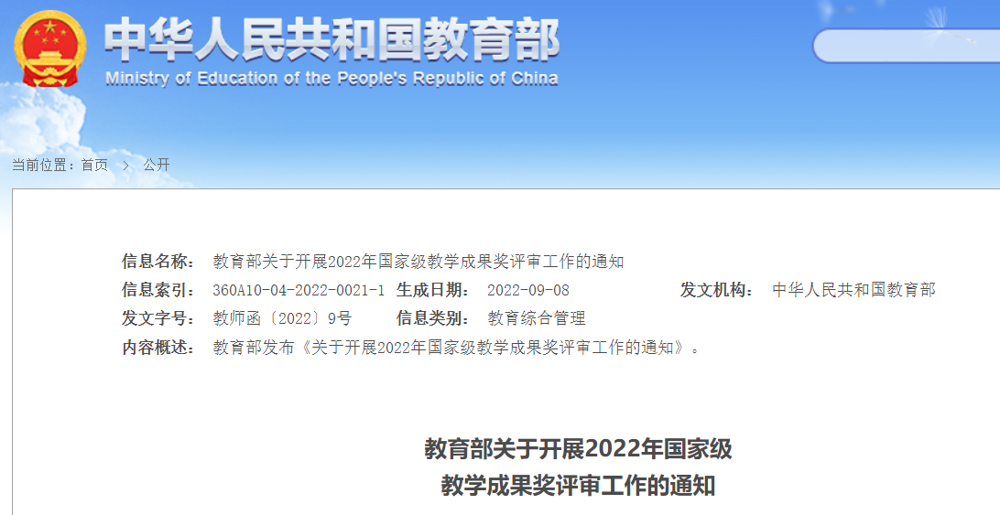 中华人民共和国教育部
Ministry of Education of the People's Republic of China
当前位置：首页 > 公开
信息名称： 教育部关于开展2022年国家级教学成果奖评审工作的通知
信息索引： 360A10-04-2022-0021-1 生成日期： 2022-09-08 发文机构： 中华人民共和国教育部
发文字号： 教师函〔2022〕9号 信息类别： 教育综合管理
内容概述： 教育部发布《关于开展2022年国家级教学成果奖评审工作的通知》。
教育部关于开展2022年国家级
教学成果奖评审工作的通知